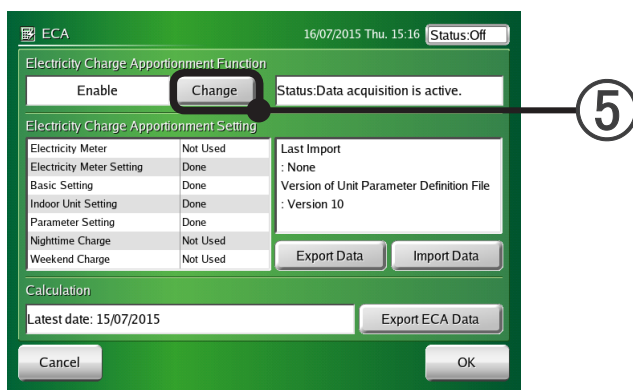 ECA 16/07/2015 Thu. 15:16 Status:Off
Electricity Charge Apportionment Function
Enable Change Status:Data acquisition is active.
⑤
Electricity Charge Apportionment Setting
Electricity Meter Not Used
Electricity Meter Setting Done
Basic Setting Done
Indoor Unit Setting Done
Parameter Setting Done
Nighttime Charge Not Used
Weekend Charge Not Used
Last Import
: None
Version of Unit Parameter Definition File
: Version 10
Export Data Import Data
Calculation
Latest date: 15/07/2015 Export ECA Data
Cancel OK